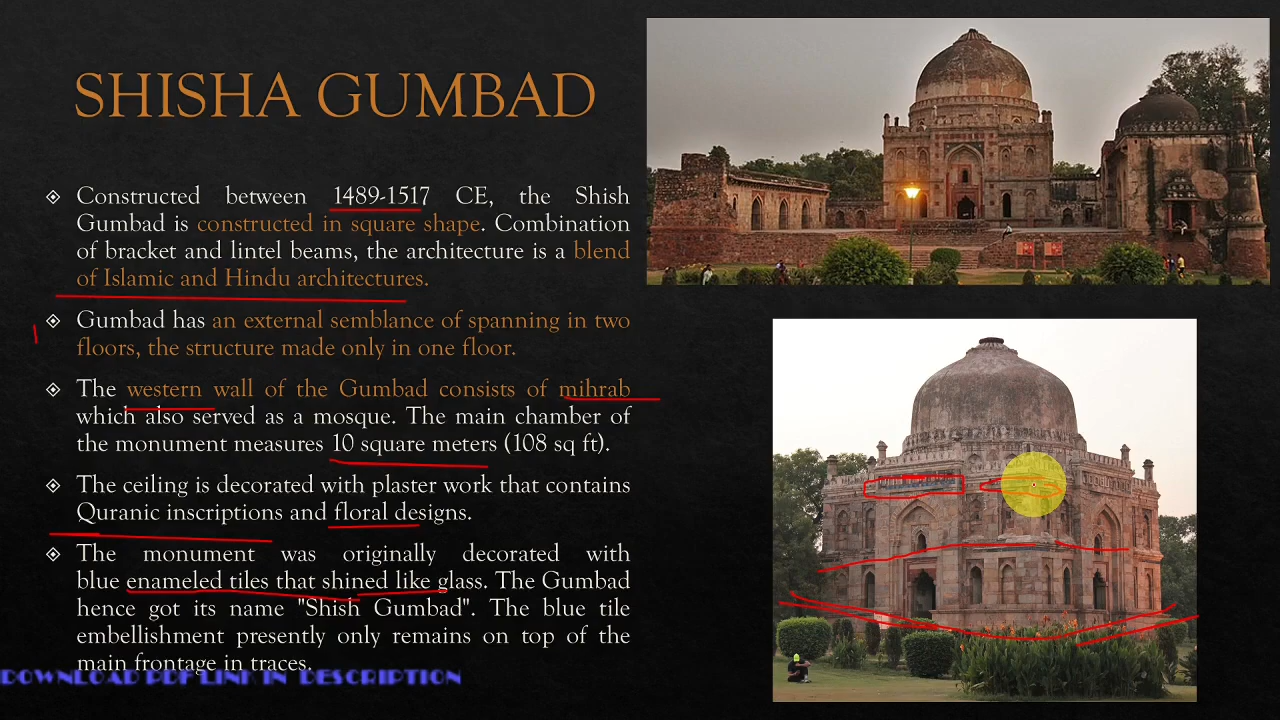 SHISHA GUMBAD
Constructed between 1489-1517 CE, the Shish
Gumbad is constructed in square shape. Combination
of bracket and lintel beams, the architecture is a blend
of Islamic and Hindu architectures.
Gumbad has an external semblance of spanning in two
floors, the structure made only in one floor.
The western wall of the Gumbad consists of mihrab
which also served as a mosque. The main chamber of
the monument measures 10 square meters (108 sq ft).
The ceiling is decorated with plaster work that contains
Quranic inscriptions and floral designs.
The monument was originally decorated with
blue enameled tiles that shined like glass. The Gumbad
hence got its name "Shish Gumbad". The blue tile
embellishment presently only remains on top of the
main frontage in traces.
DOWNLOAD PDF LINK IN DESCRIPTION